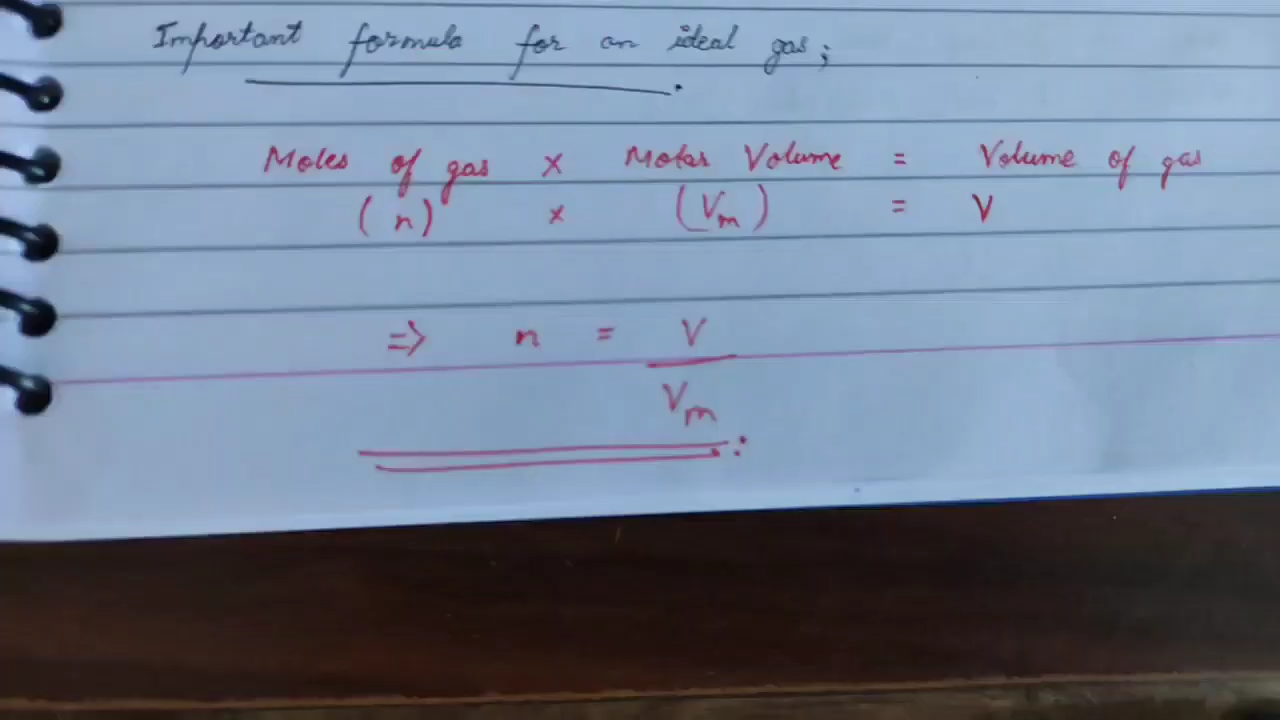 Important formula for an ideal gas;
Moles of gas × Molar Volume = Volume of gas
(n) × (Vm) = V
=> n = V
Vm